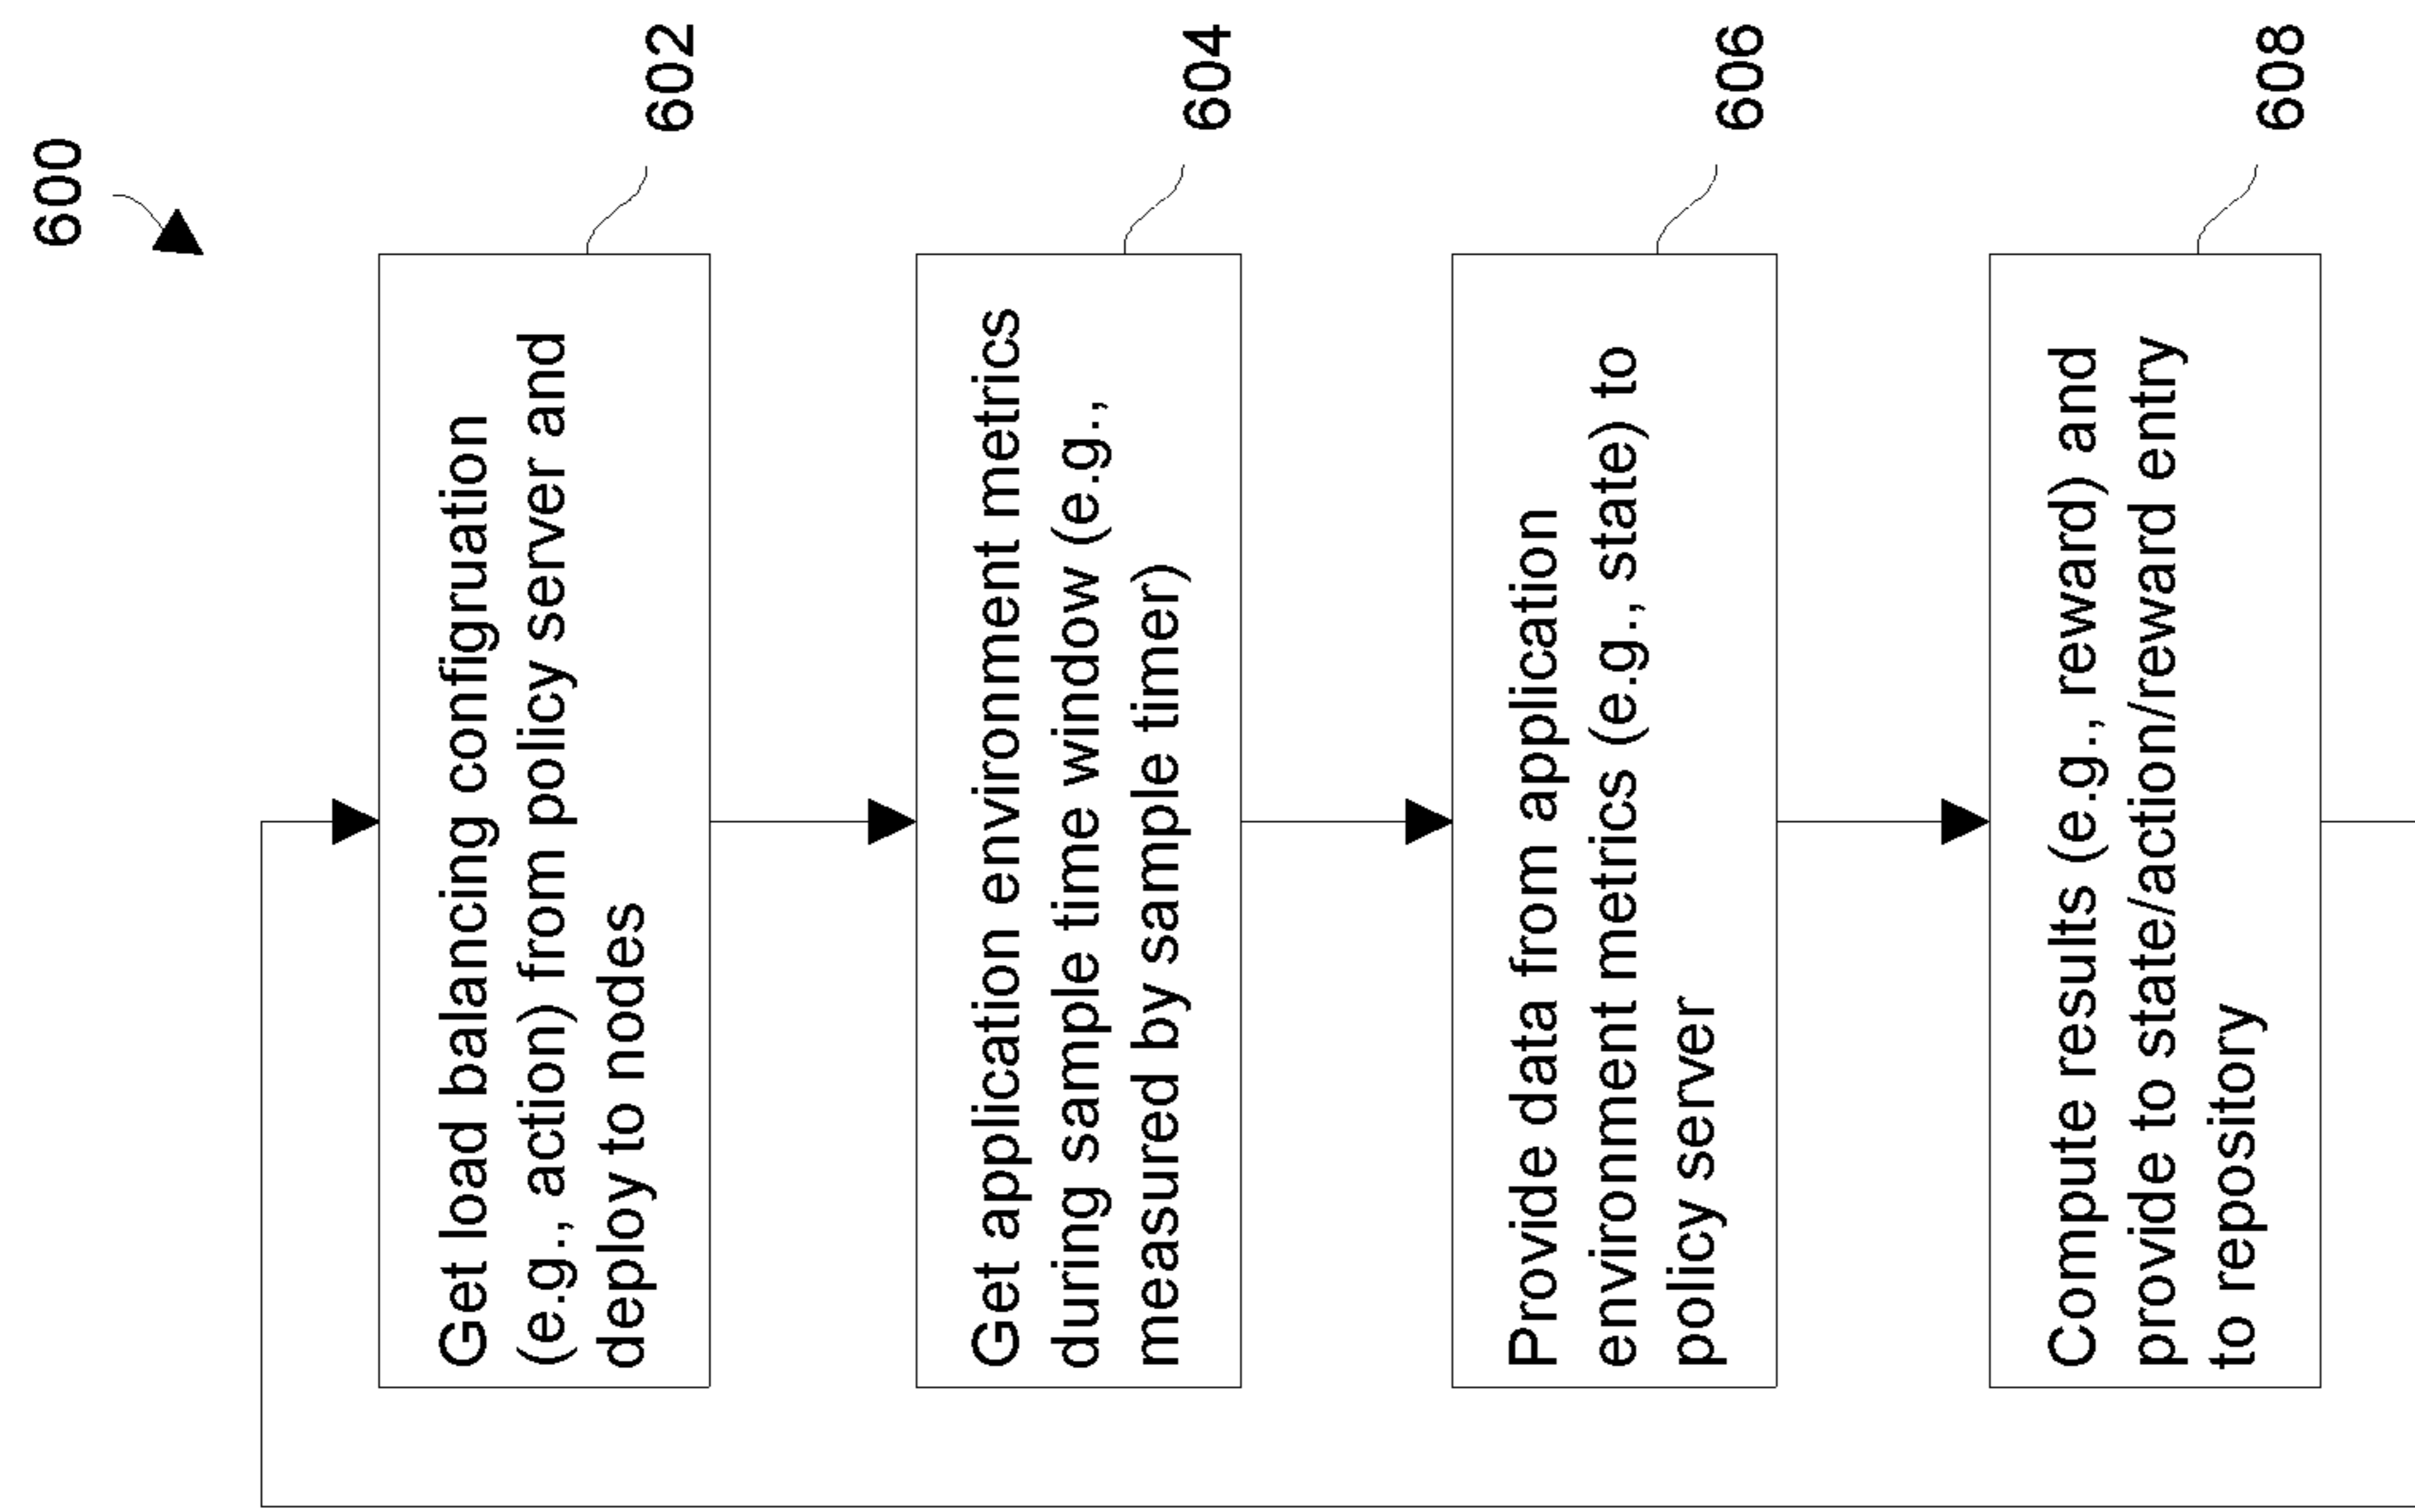 600
Get load balancing configruation
(e.g., action) from policy server and
deploy to nodes
602
Get application environment metrics
during sample time window (e.g.,
measured by sample timer)
604
Provide data from application
environment metrics (e.g., state) to
policy server
606
Compute results (e.g., reward) and
provide to state/action/reward entry
to repository
608